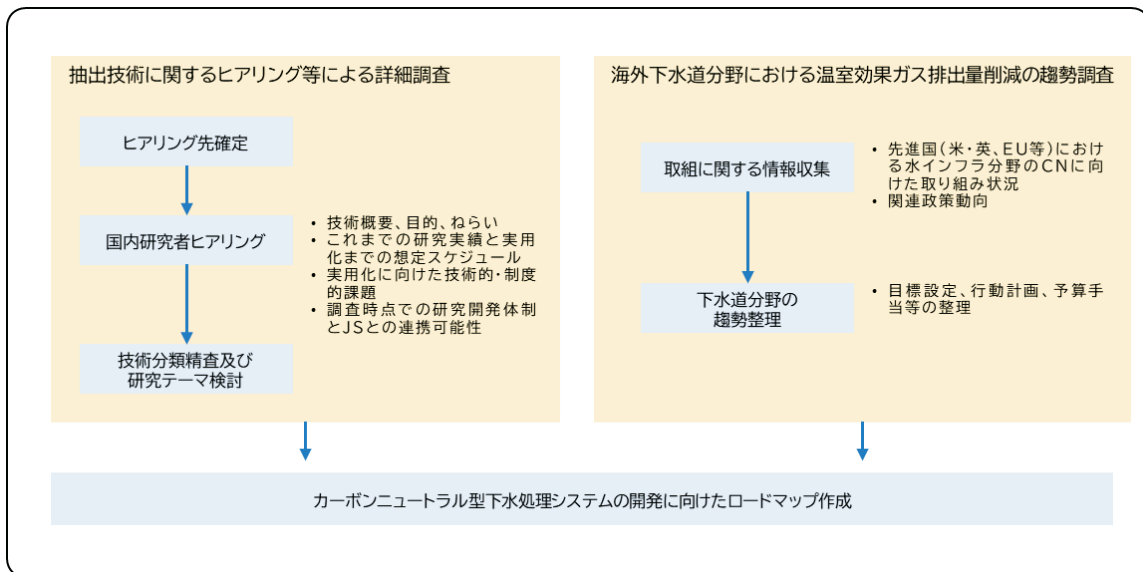 抽出技術に関するヒアリング等による詳細調査
ヒアリング先確定
国内研究者ヒアリング
• 技術概要、目的、ねらい
• これまでの研究実績と実用
化までの想定スケジュール
• 実用化に向けた技術的・制度
的課題
• 調査時点での研究開発体制
とJSとの連携可能性
技術分類精査及び
研究テーマ検討
海外下水道分野における温室効果ガス排出量削減の趨勢調査
取組に関する情報収集
• 先進国(米・英、EU等)におけ
る水インフラ分野のCNに向
けた取り組み状況
• 関連政策動向
下水道分野の
趨勢整理
• 目標設定、行動計画、予算手
当等の整理
カーボンニュートラル型下水処理システムの開発に向けたロードマップ作成